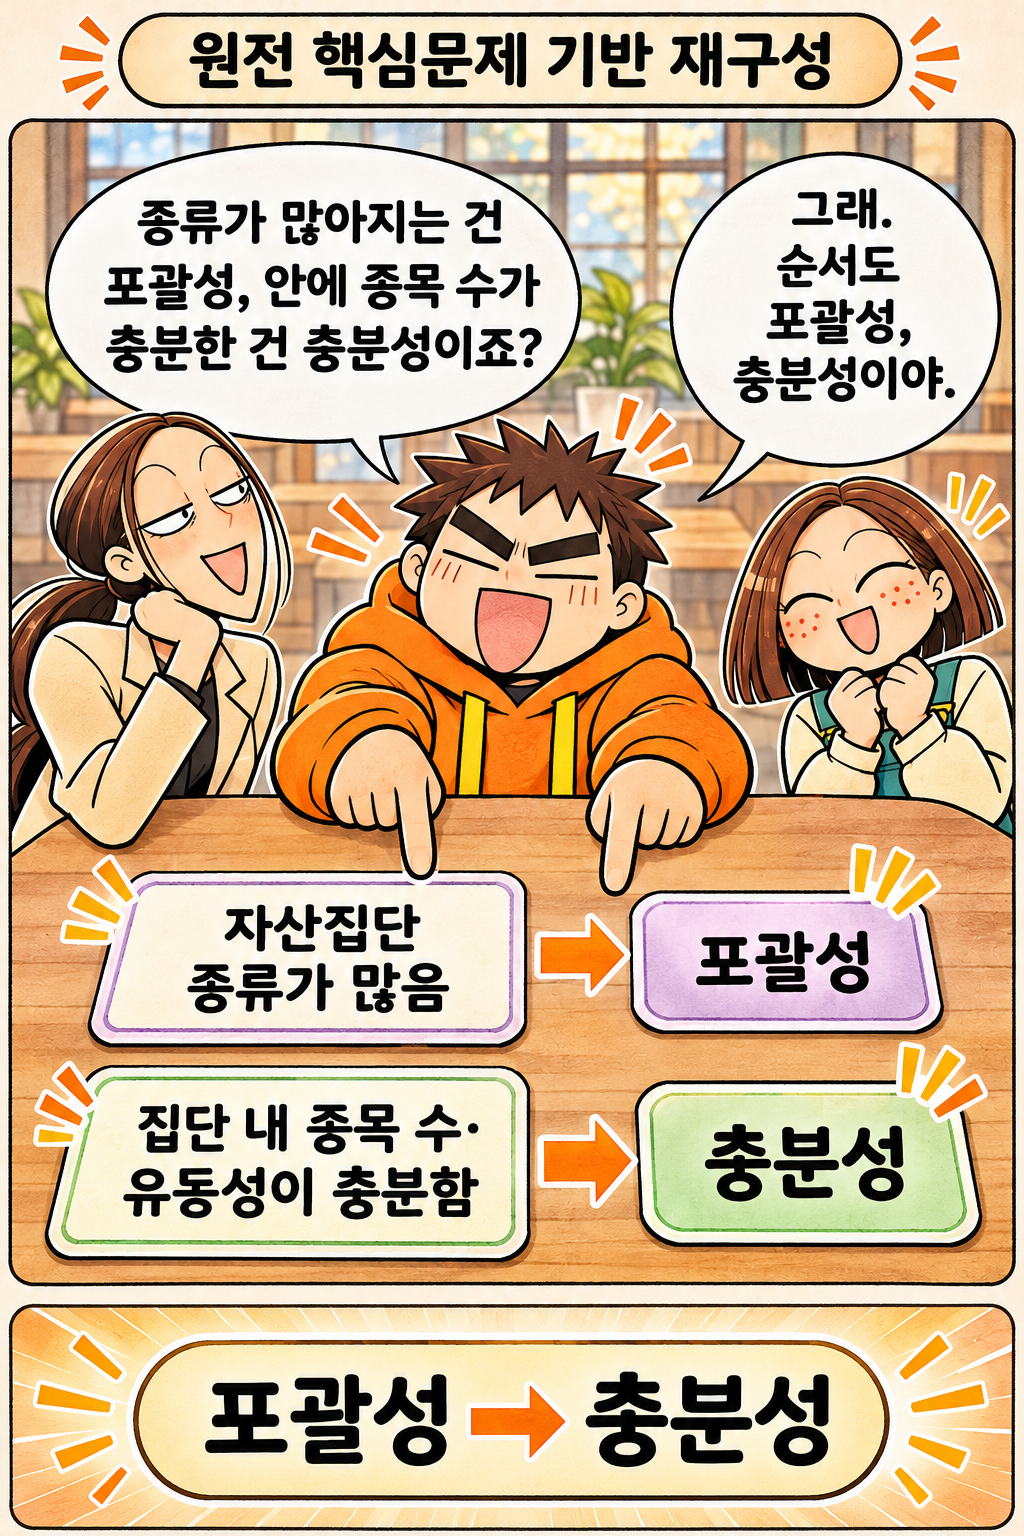 원전 핵심문제 기반 재구성
종류가 많아지는 건
포괄성, 안에 종목 수가
충분한 건 충분성이죠?
그래.
순서도
포괄성,
충분성이야.
자산집단
종류가 많음
포괄성
집단 내 종목 수·
유동성이 충분함
충분성
포괄성 → 충분성